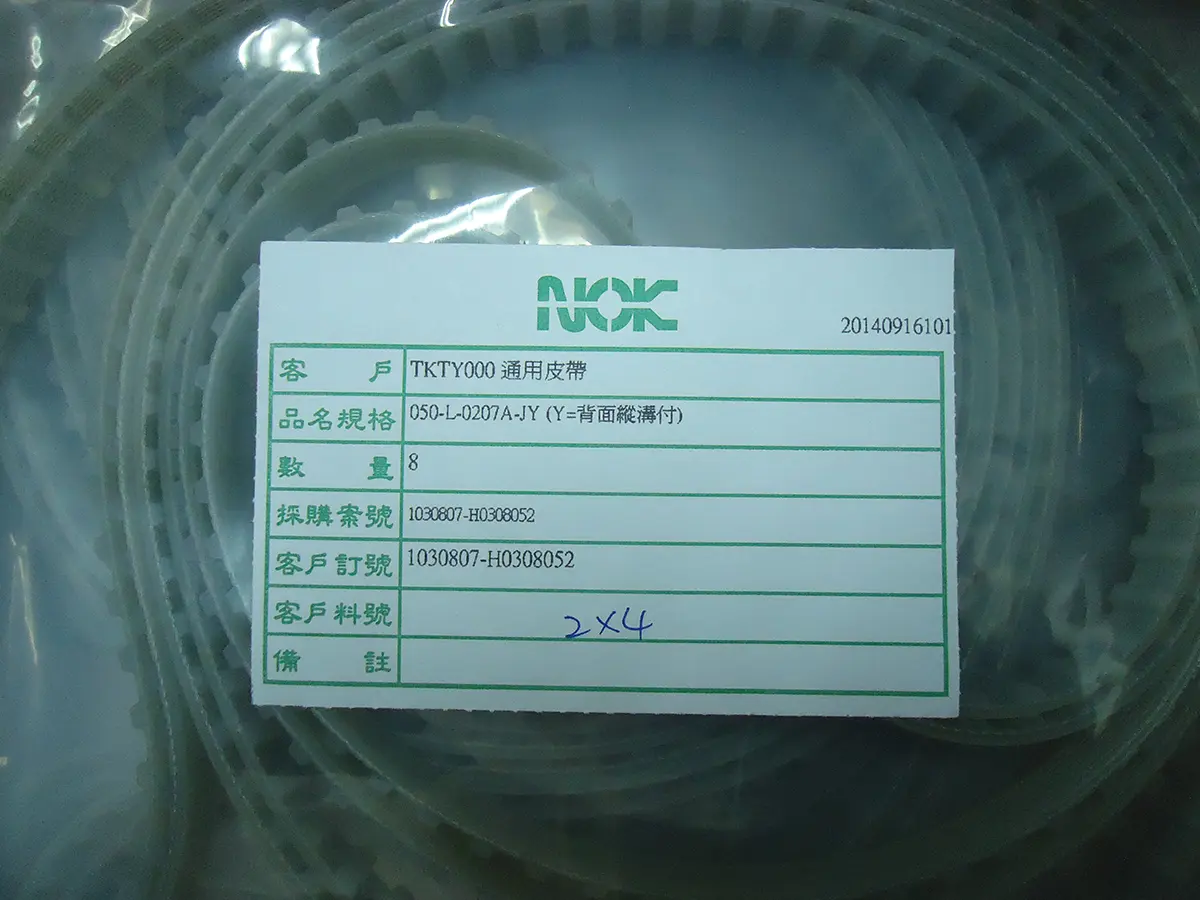 NOK
20140916101
客戶 TKTY000 通用皮帶
品名規格 050-L-0207A-JY (Y=背面縱溝付)
數量 8
採購案號 1030807-H0308052
客戶訂號 1030807-H0308052
客戶料號 2x4
備註